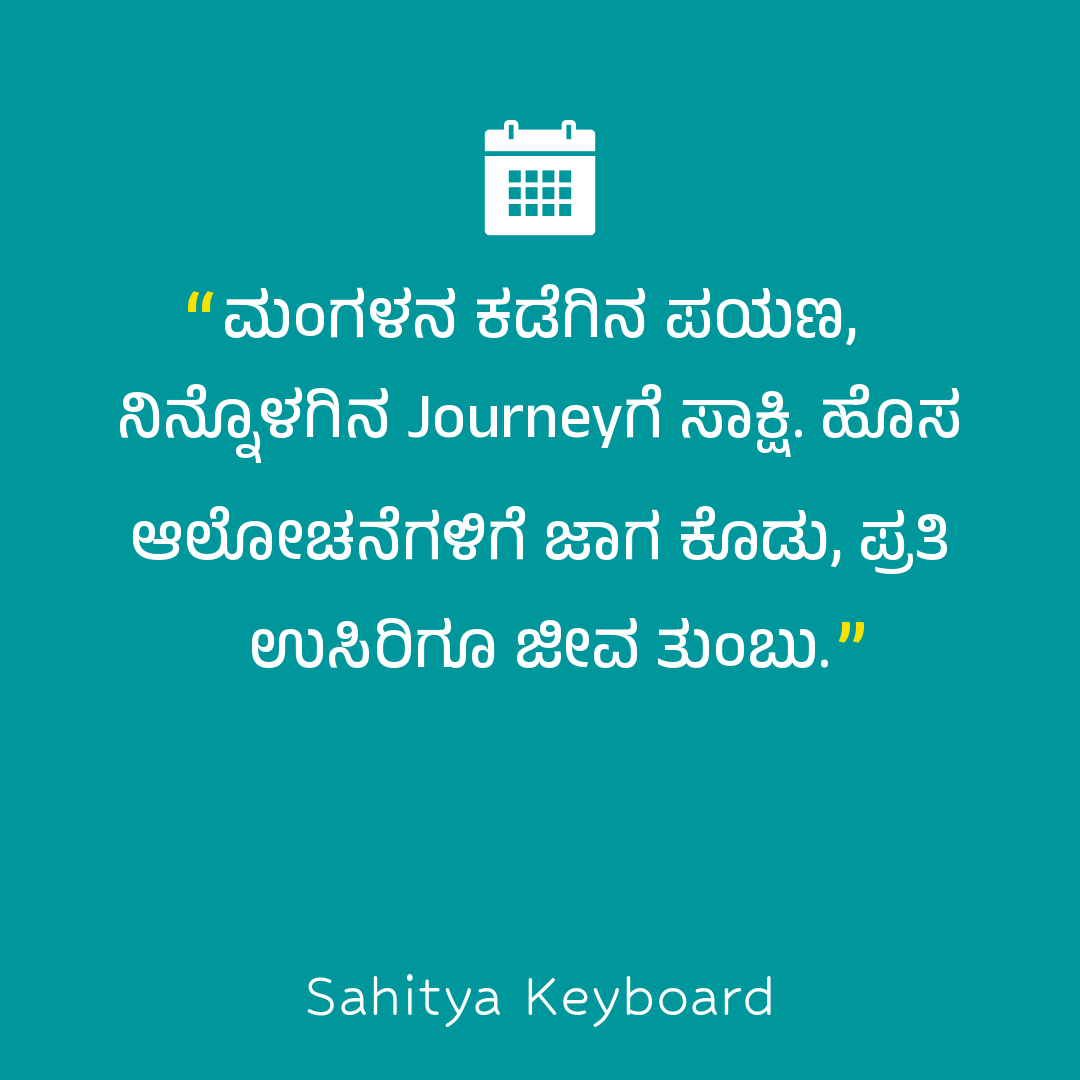 “ಮಂಗಳನ ಕಡೆಗಿನ ಪಯಣ,
ನಿನ್ನೊಳಗಿನ Journeyಗೆ ಸಾಕ್ಷಿ. ಹೊಸ
ಆಲೋಚನೆಗಳಿಗೆ ಜಾಗ ಕೊಡು, ಪ್ರತಿ
ಉಸಿರಿಗೂ ಜೀವ ತುಂಬು.”
Sahitya Keyboard